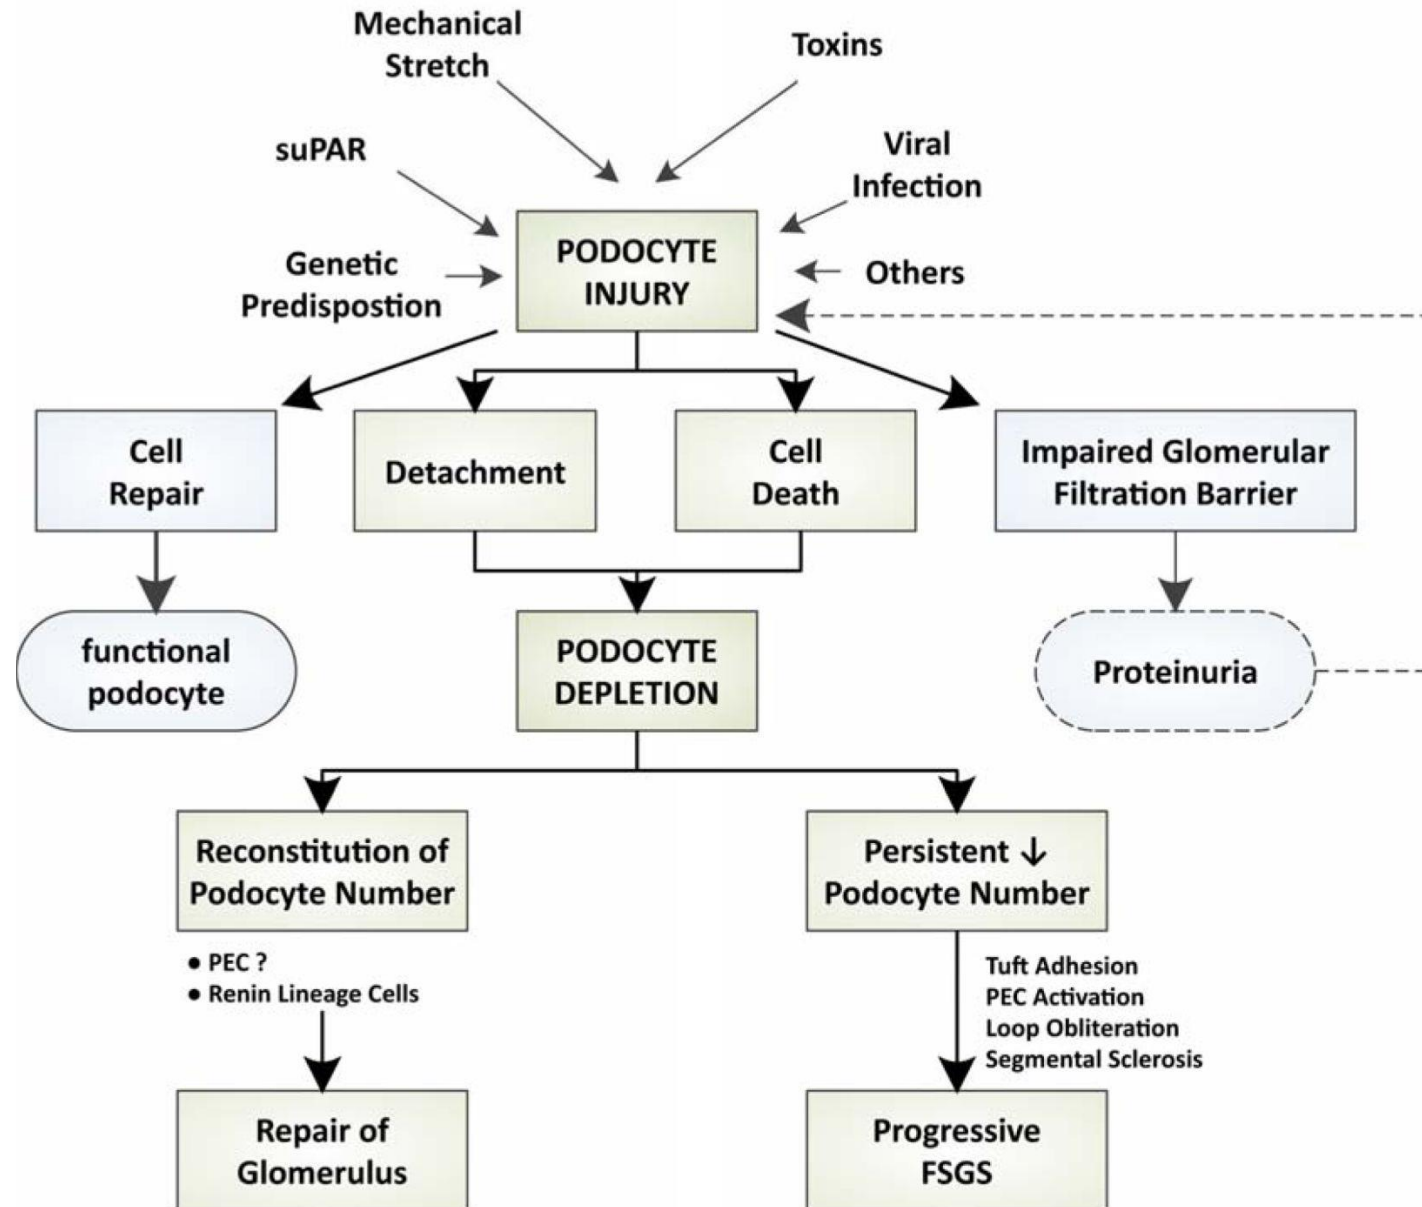 Mechanical
Stretch
Toxins
suPAR
Viral
Infection
Genetic
Predispostion
PODOCYTE
INJURY
Others
Cell
Repair
Detachment
Cell
Death
Impaired Glomerular
Filtration Barrier
functional
podocyte
PODOCYTE
DEPLETION
Proteinuria
Reconstitution of
Podocyte Number
Persistent ↓
Podocyte Number
● PEC ?
● Renin Lineage Cells
Tuft Adhesion
PEC Activation
Loop Obliteration
Segmental Sclerosis
Repair of
Glomerulus
Progressive
FSGS